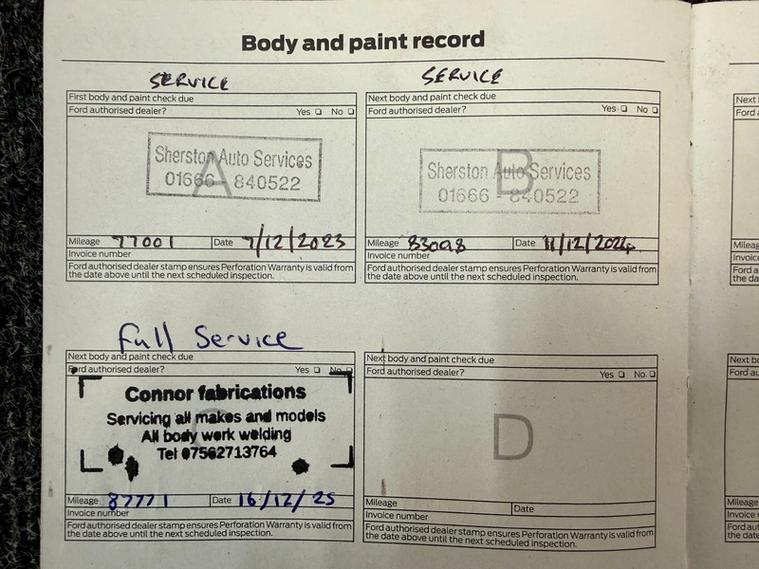 Body and paint record
SERVICE
First body and paint check due
Ford authorised dealer? Yes No
A
Sherston Auto Services
01666 - 840522
Mileage 77001 Date 7/12/2023
Invoice number
Ford authorised dealer stamp ensures Perforation Warranty is valid from
the date above until the next scheduled inspection.
SERVICE
Next body and paint check due
Ford authorised dealer? Yes No
B
Sherston Auto Services
01666 - 840522
Mileage 83098 Date 11/12/2024
Invoice number
Ford authorised dealer stamp ensures Perforation Warranty is valid from
the date above until the next scheduled inspection.
Full Service
Next body and paint check due
Ford authorised dealer? Yes No
Connor fabrications
Servicing all makes and models
All body work welding
Tel 07562713764
Mileage 87771 Date 16/12/25
Invoice number
Ford authorised dealer stamp ensures Perforation Warranty is valid from
the date above until the next scheduled inspection.
Next body and paint check due
Ford authorised dealer? Yes No
D
Mileage Date
Invoice number
Ford authorised dealer stamp ensures Perforation Warranty is valid from
the date above until the next scheduled inspection.